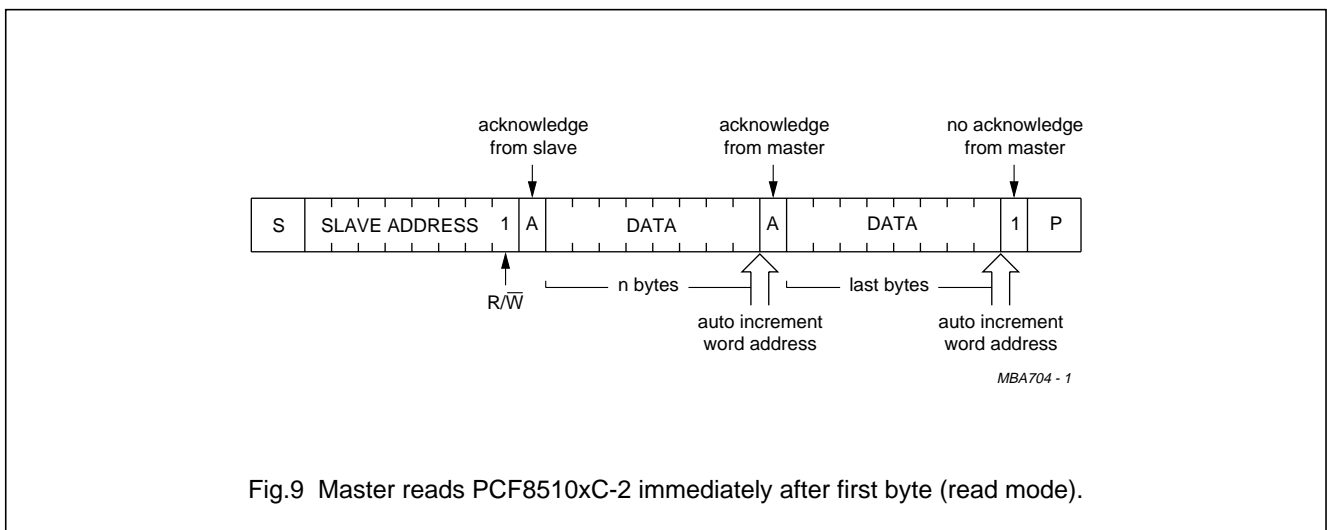 acknowledge
from slave
acknowledge
from master
no acknowledge
from master
S SLAVE ADDRESS 1 A DATA A DATA 1 P
R/W̅
n bytes
last bytes
auto increment
word address
auto increment
word address
MBA704 - 1
Fig.9 Master reads PCF8510xC-2 immediately after first byte (read mode).